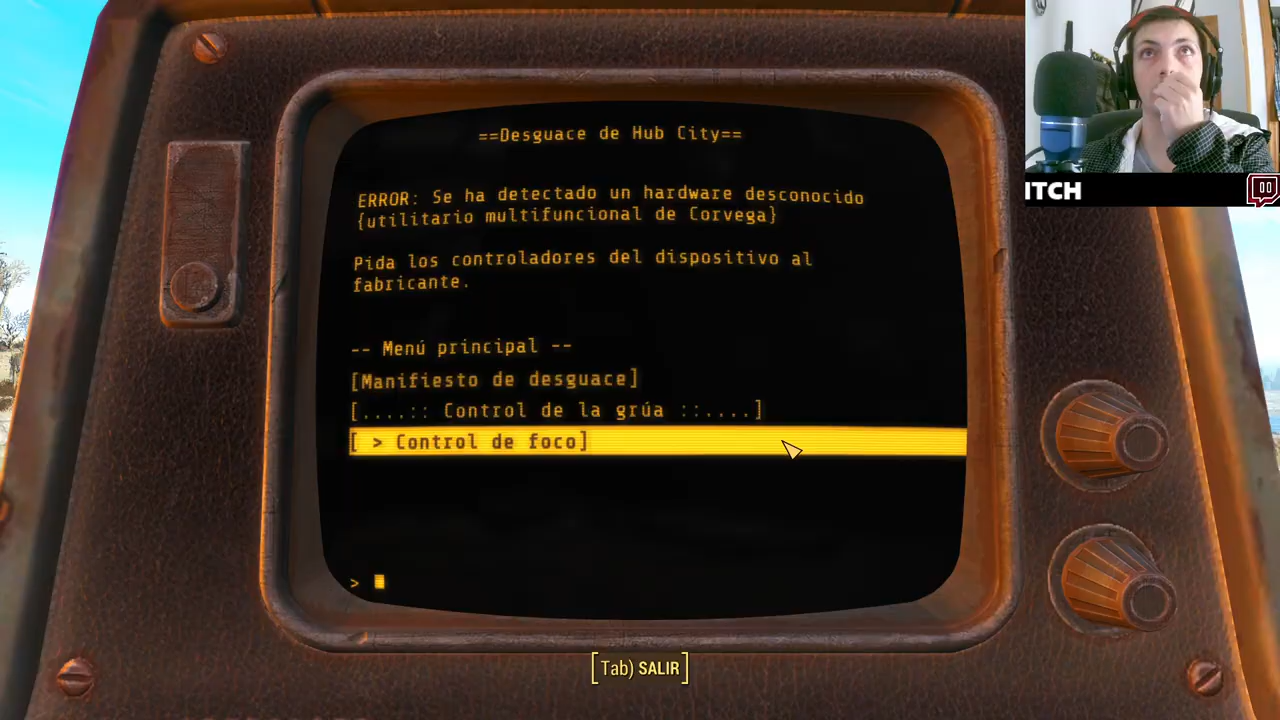 ==Desguace de Hub City==
ERROR: Se ha detectado un hardware desconocido
{utilitario multifuncional de Corvega}
Pida los controladores del dispositivo al
fabricante.
-- Menú principal --
[Manifiesto de desguace]
[....:: Control de la grúa ::....]
[ > Control de foco]
>
[Tab) SALIR]
ITCH